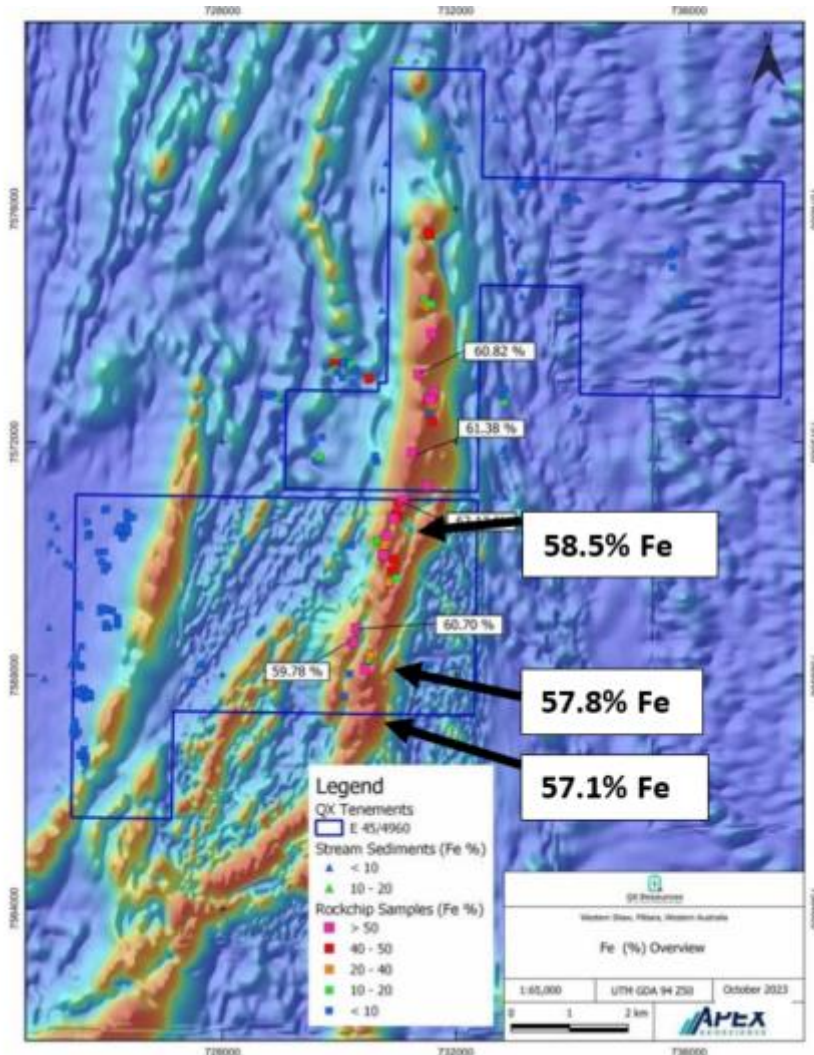 728000
732000
736000
7576000
7572000
7568000
7564000
60.82 %
61.38 %
58.5% Fe
60.70 %
59.78 %
57.8% Fe
57.1% Fe
Legend
QX Tenements
E 45/4960
Stream Sediments (Fe %)
< 10
10 - 20
Rockchip Samples (Fe %)
> 50
40 - 50
20 - 40
10 - 20
< 10
QX Resources
Western Shaw, Pilbara, Western Australia
Fe (%) Overview
1:65,000
UTM GDA 94 Z50
October 2023
0 1 2 km
APEX
728000
732000
736000